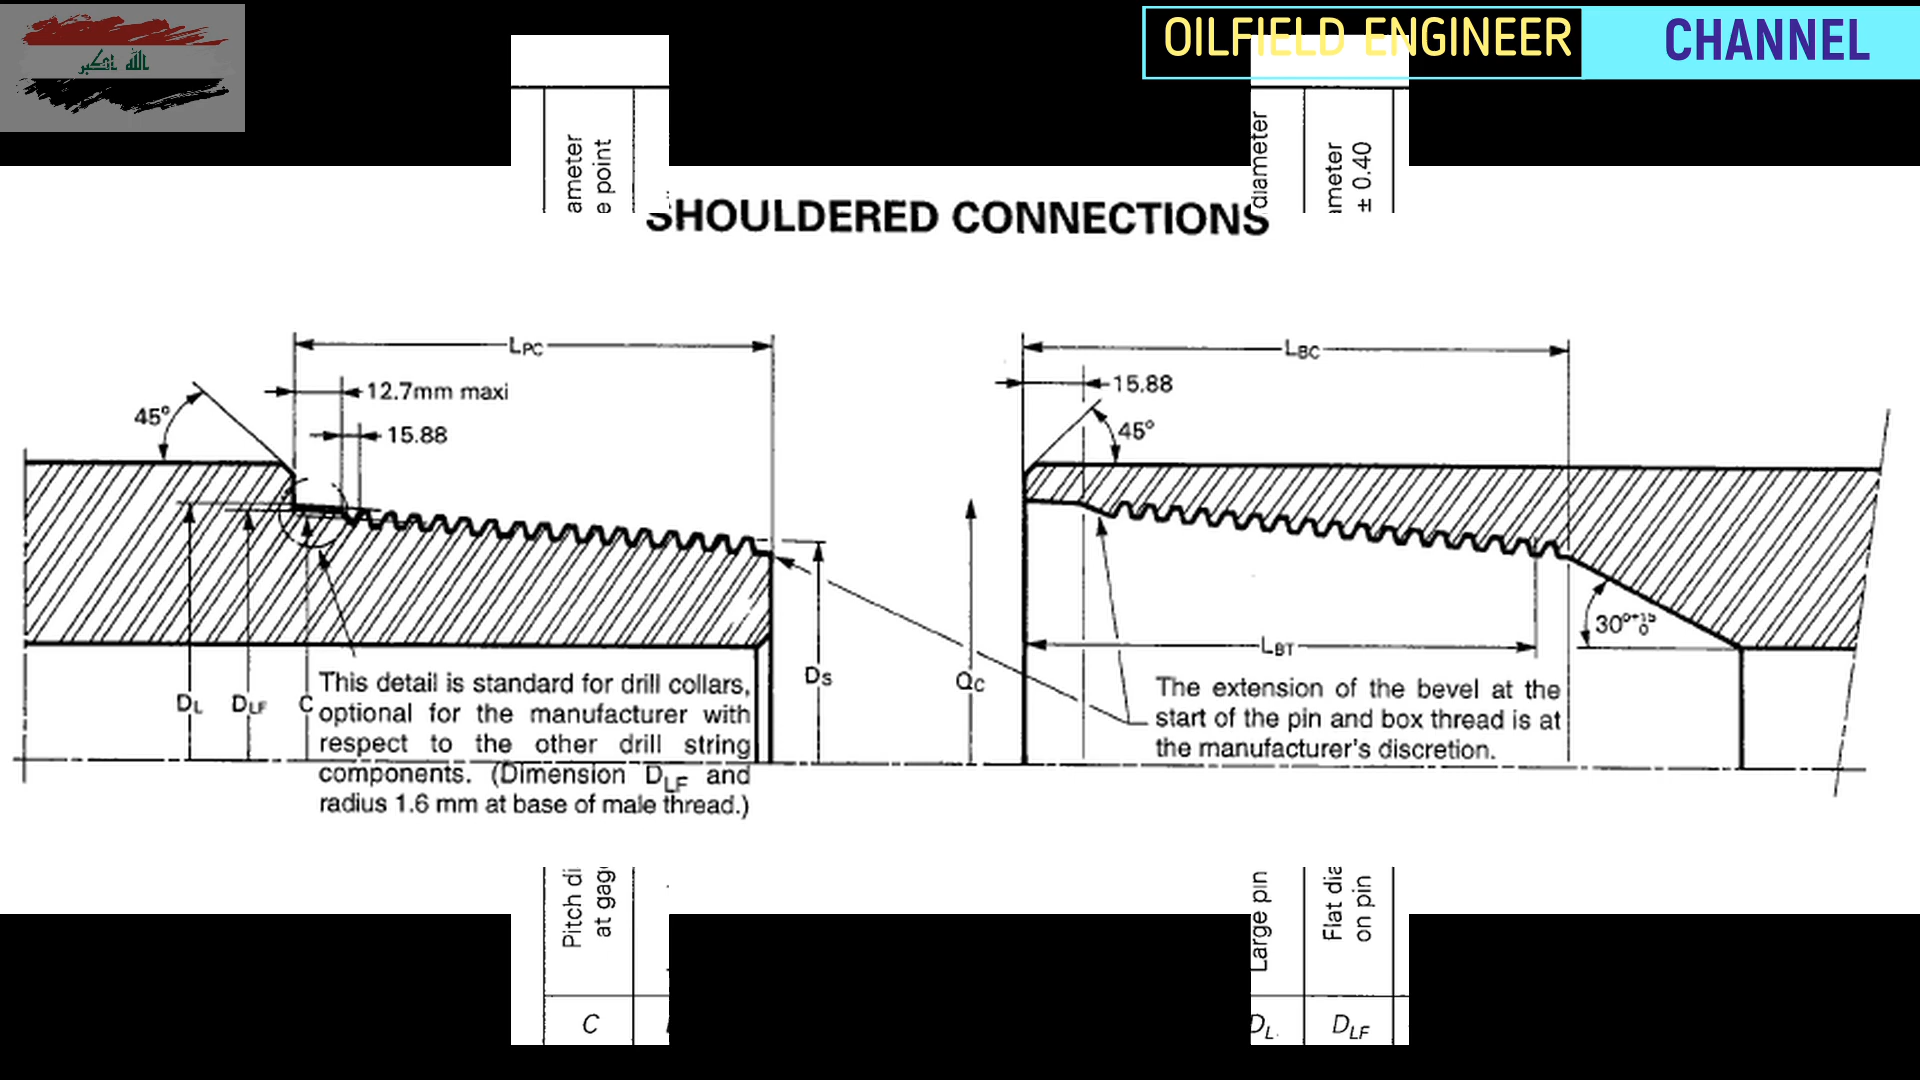 الله اكبر
OILFIELD ENGINEER
CHANNEL
ameter
e point
diameter
ameter
± 0.40
SHOULDERED CONNECTIONS
LPC
12.7mm maxi
45°
15.88
LBC
15.88
45°
DL
DLF
C
This detail is standard for drill collars,
optional for the manufacturer with
respect to the other drill string
components. (Dimension DLF and
radius 1.6 mm at base of male thread.)
DS
QC
LBT
30°
The extension of the bevel at the
start of the pin and box thread is at
the manufacturer's discretion.
Pitch di
at gag
C
Large pin
Flat dia
on pin
DL
DLF